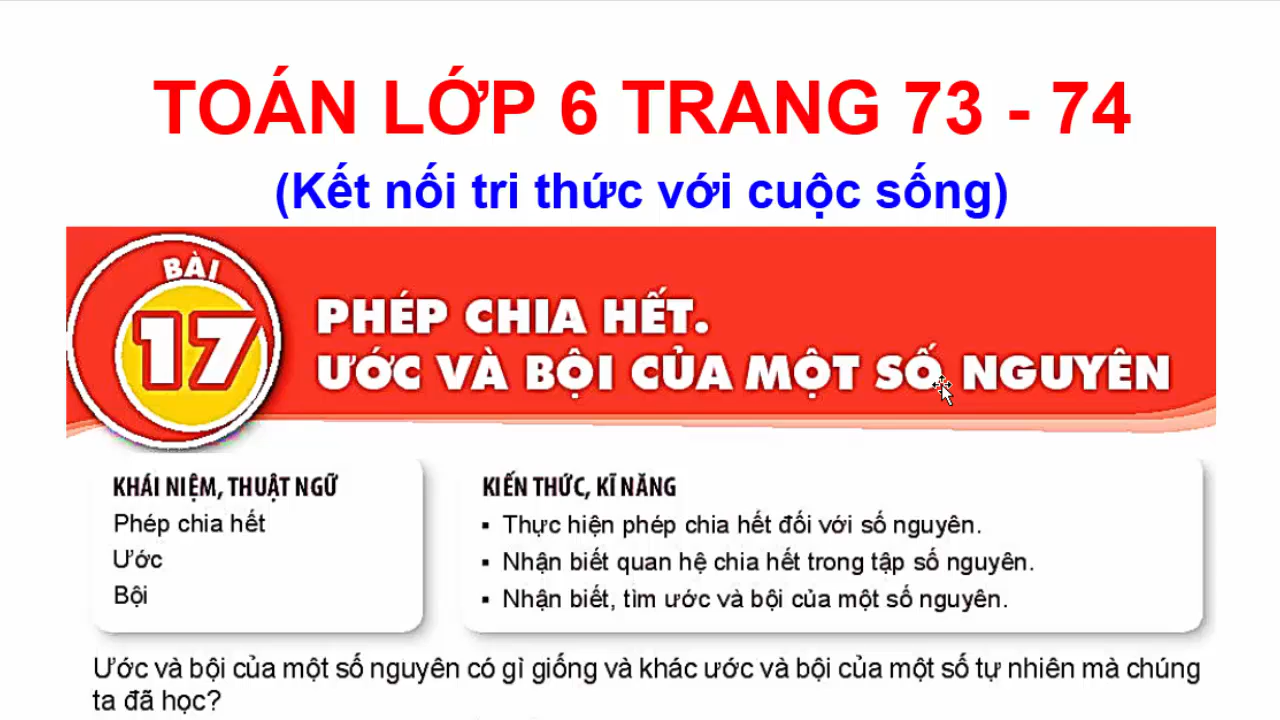 TOÁN LỚP 6 TRANG 73 - 74
(Kết nối tri thức với cuộc sống)
BÀI
17
PHÉP CHIA HẾT.
ƯỚC VÀ BỘI CỦA MỘT SỐ NGUYÊN
KHÁI NIỆM, THUẬT NGỮ
Phép chia hết
Ước
Bội
KIẾN THỨC, KĨ NĂNG
▪ Thực hiện phép chia hết đối với số nguyên.
▪ Nhận biết quan hệ chia hết trong tập số nguyên.
▪ Nhận biết, tìm ước và bội của một số nguyên.
Ước và bội của một số nguyên có gì giống và khác ước và bội của một số tự nhiên mà chúng
ta đã học?